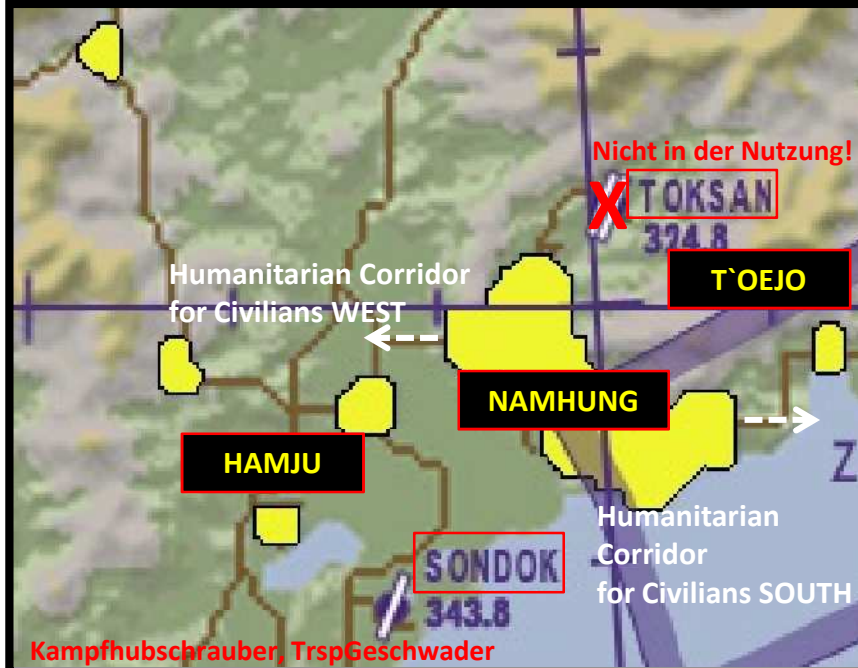 Nicht in der Nutzung!
X
TOKSAN
324.8
T`OEJO
Humanitarian Corridor
for Civilians WEST
NAMHUNG
HAMJU
Z
Humanitarian
Corridor
for Civilians SOUTH
SONDOK
343.8
Kampfhubschrauber, TrspGeschwader